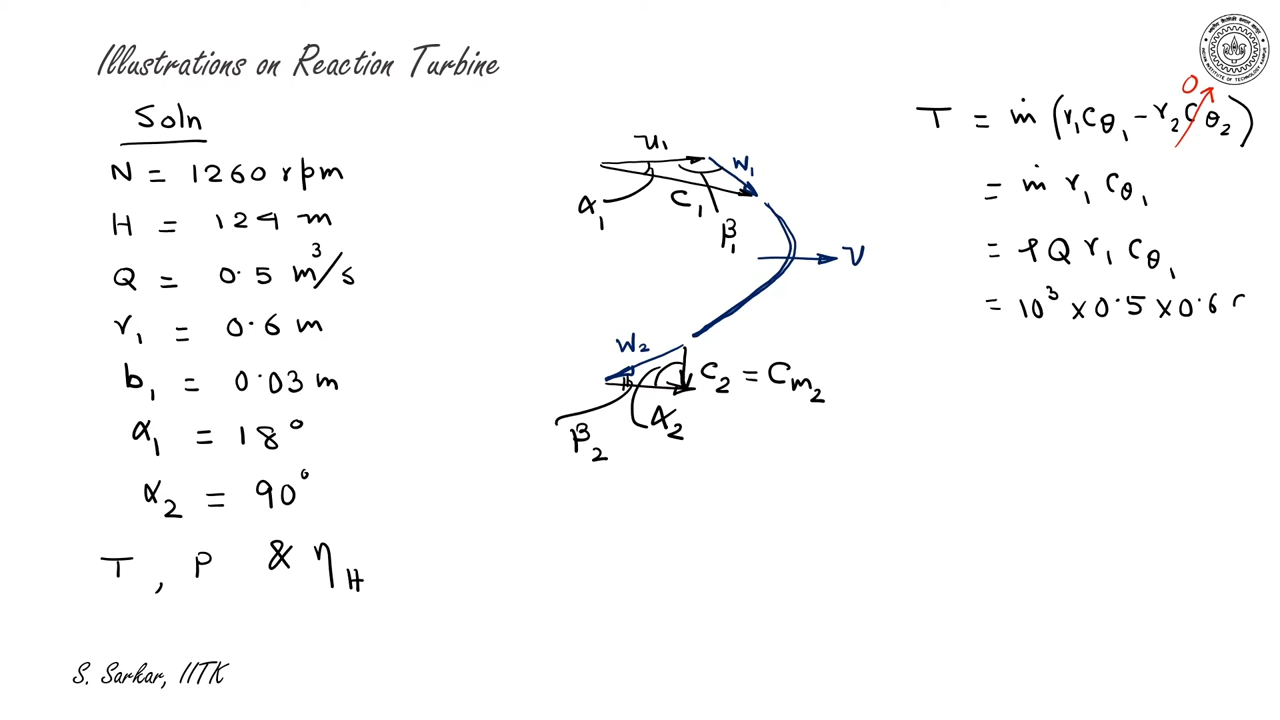 Illustrations on Reaction Turbine
Soln
N = 1260 rpm
H = 124 m
Q = 0.5 m³/s
r₁ = 0.6 m
b₁ = 0.03 m
α₁ = 18°
α₂ = 90°
T, P & η_H
u₁
W₁
α₁
C₁
β₁
ν
W₂
C₂ = Cm₂
α₂
β₂
0
T = ṁ (r₁Cθ₁ - r₂Cθ₂)
= ṁ r₁ Cθ₁
= ρQ r₁ Cθ₁
= 10³ × 0.5 × 0.6
S. Sarkar, IITK